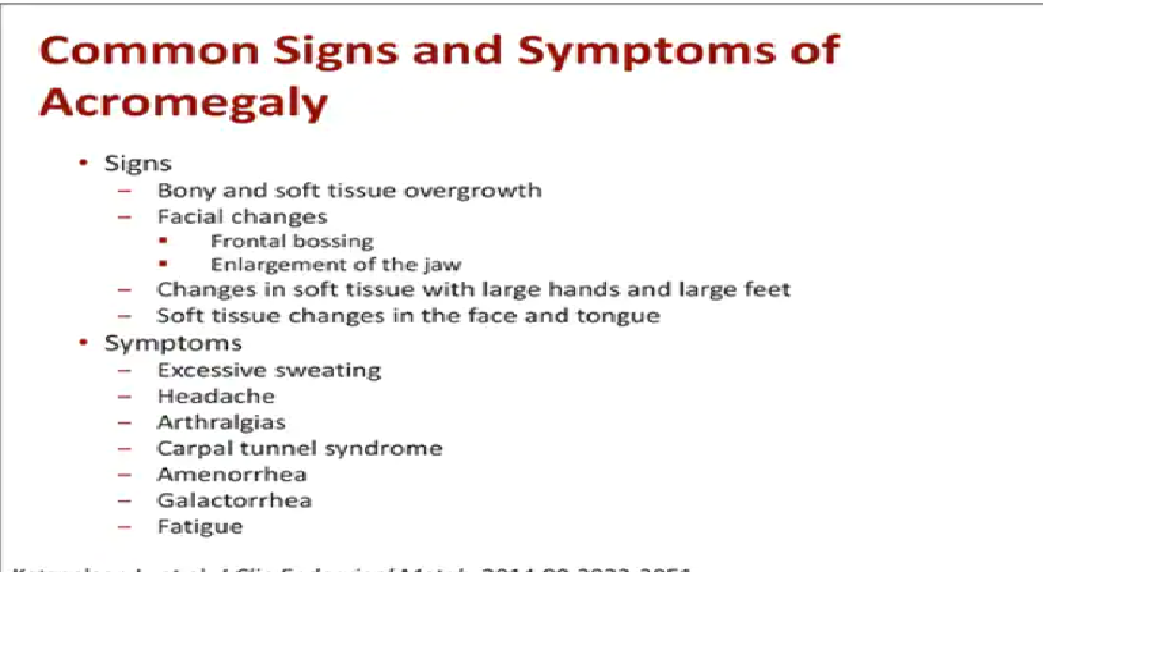 Common Signs and Symptoms of
Acromegaly
• Signs
– Bony and soft tissue overgrowth
– Facial changes
▪ Frontal bossing
▪ Enlargement of the jaw
– Changes in soft tissue with large hands and large feet
– Soft tissue changes in the face and tongue
• Symptoms
– Excessive sweating
– Headache
– Arthralgias
– Carpal tunnel syndrome
– Amenorrhea
– Galactorrhea
– Fatigue